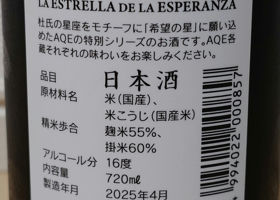 LA ESTRELLA DE LA ESPERANZA
杜氏の星座をモチーフに「希望の星」に願い込
めたAQEの特別シリーズのお酒です。AQE各
蔵それぞれの味わいをお楽しみください。
品目 日本酒
原材料名 米(国産)、
米こうじ(国産米)
精米歩合 麹米55%、
掛米60%
アルコール分 16度
内容量 720㎖
製造年月 2025年4月
4994022000857